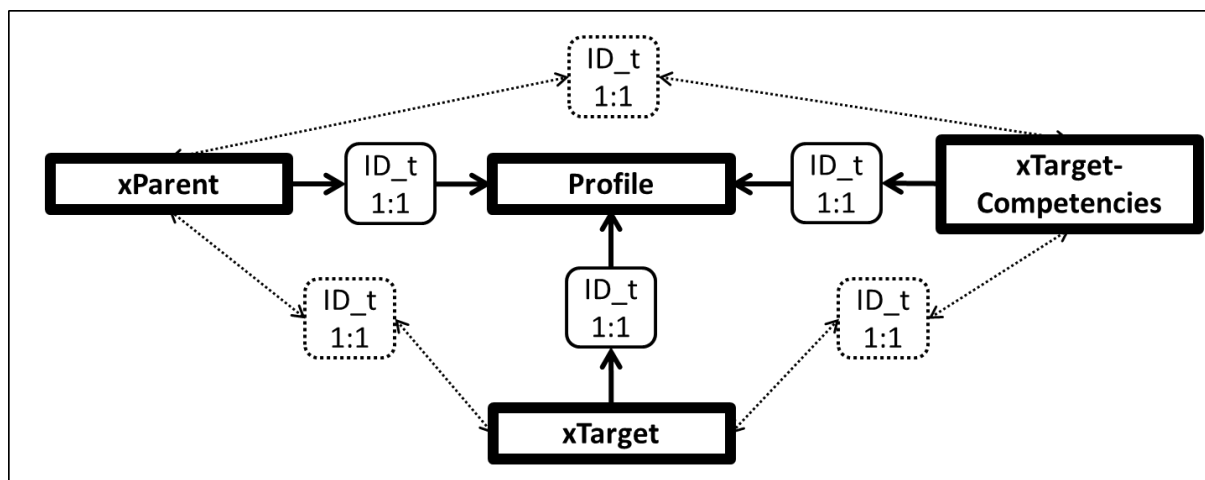 ID_t
1:1
xParent
ID_t
1:1
Profile
ID_t
1:1
xTarget-
Competencies
ID_t
1:1
ID_t
1:1
ID_t
1:1
xTarget